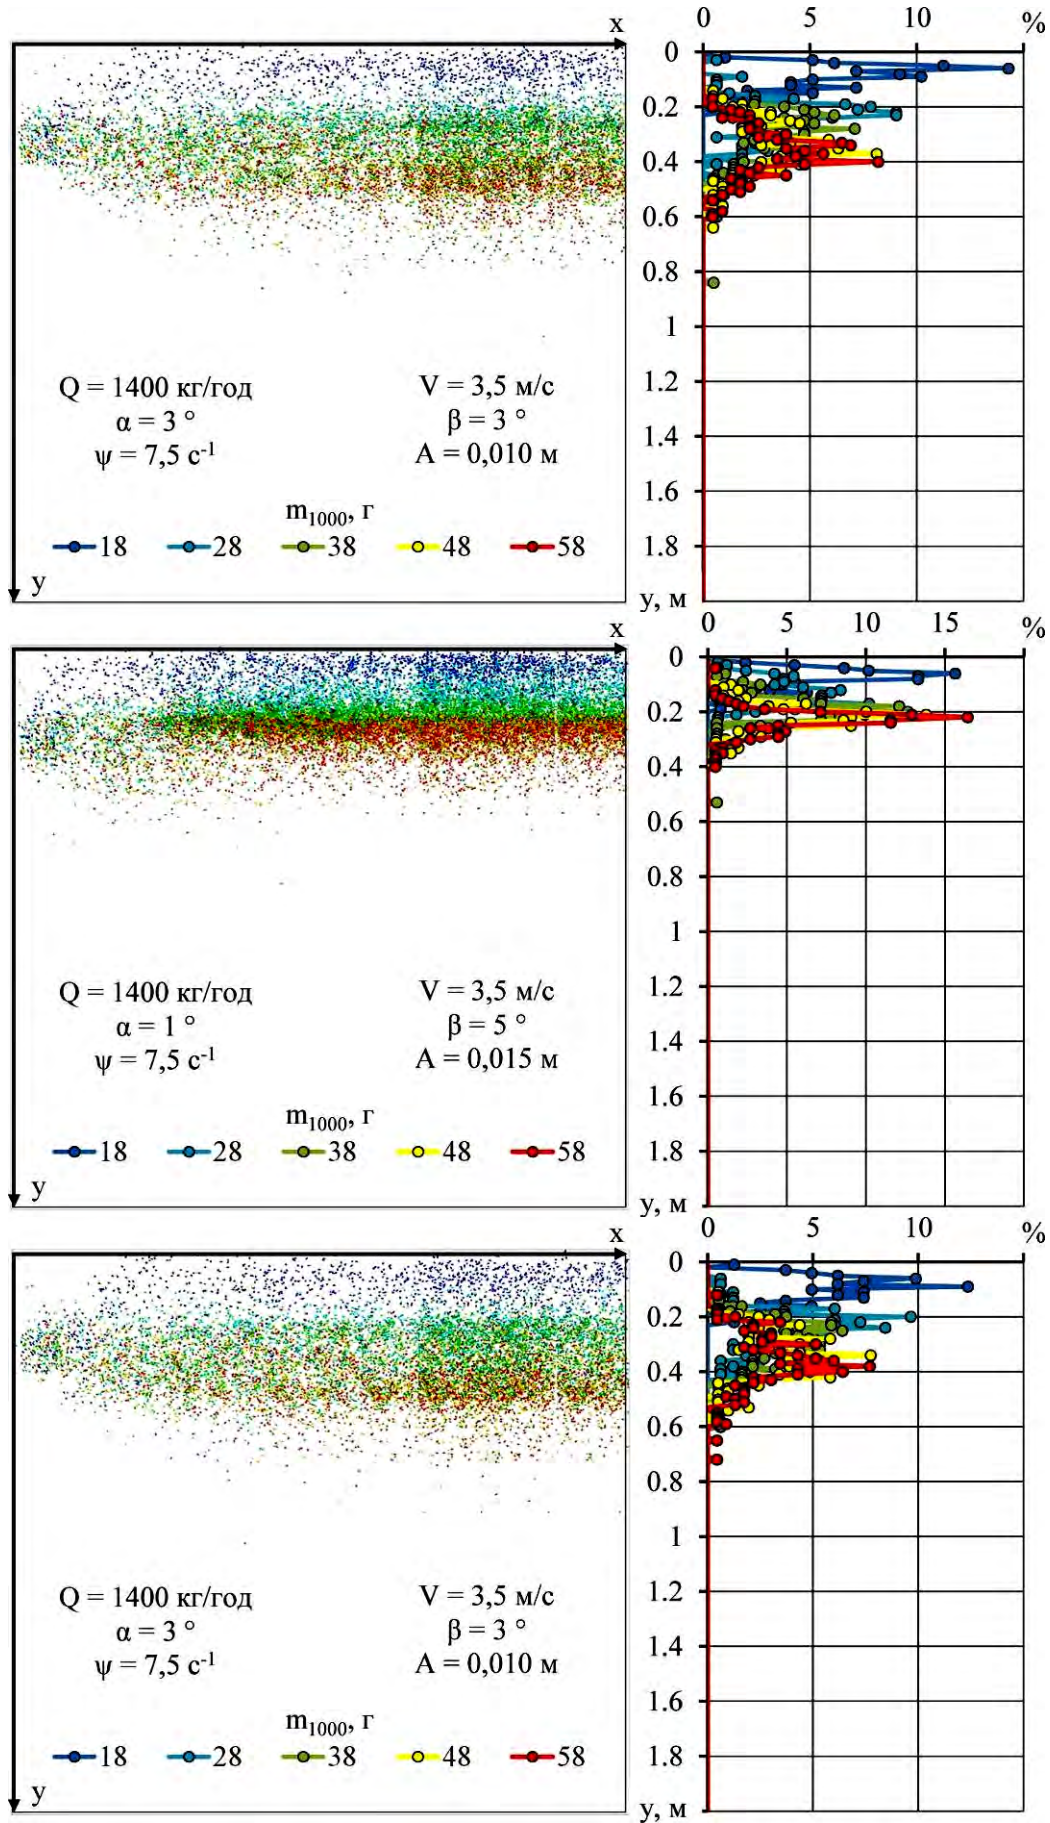 x
0 5 10 %
0
0.2
0.4
0.6
0.8
1
1.2
1.4
1.6
1.8
y, м
Q = 1400 кг/год V = 3,5 м/с
α = 3 ° β = 3 °
ψ = 7,5 с⁻¹ A = 0,010 м
m₁₀₀₀, г
18 28 38 48 58
y
x
0 5 10 15 %
0
0.2
0.4
0.6
0.8
1
1.2
1.4
1.6
1.8
y, м
Q = 1400 кг/год V = 3,5 м/с
α = 1 ° β = 5 °
ψ = 7,5 с⁻¹ A = 0,015 м
m₁₀₀₀, г
18 28 38 48 58
y
x
0 5 10 %
0
0.2
0.4
0.6
0.8
1
1.2
1.4
1.6
1.8
y, м
Q = 1400 кг/год V = 3,5 м/с
α = 3 ° β = 3 °
ψ = 7,5 с⁻¹ A = 0,010 м
m₁₀₀₀, г
18 28 38 48 58
y